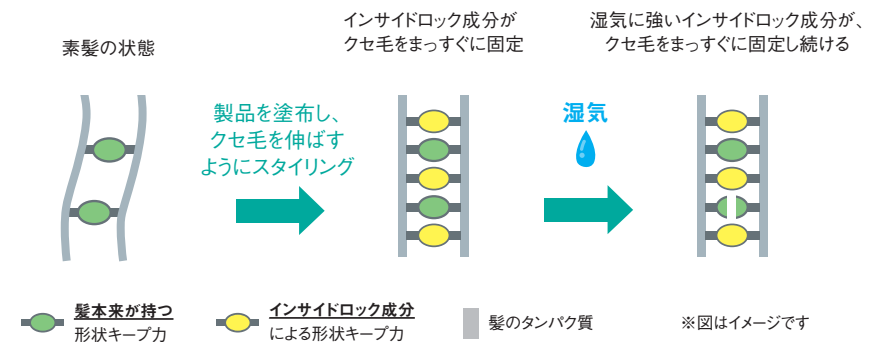 素髪の状態
インサイドロック成分が
クセ毛をまっすぐに固定
湿気に強いインサイドロック成分が、
クセ毛をまっすぐに固定し続ける
製品を塗布し、
クセ毛を伸ばす
ようにスタイリング
湿気
髪本来が持つ
形状キープ力
インサイドロック成分
による形状キープ力
髪のタンパク質
※図はイメージです